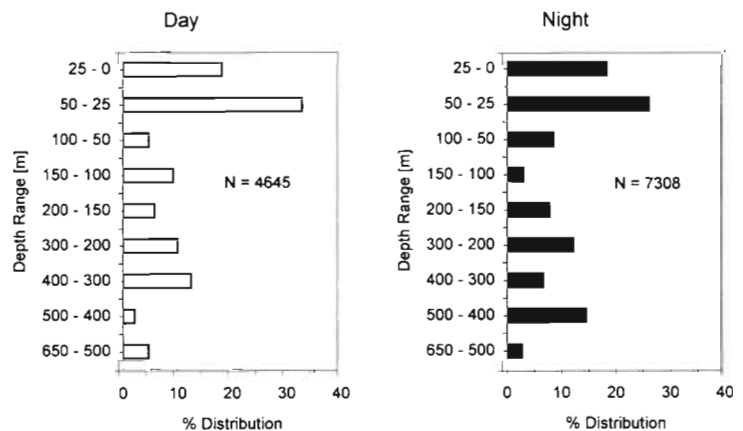 Day
Depth Range [m]
25 - 0
50 - 25
100 - 50
150 - 100
200 - 150
300 - 200
400 - 300
500 - 400
650 - 500
N = 4645
0 10 20 30 40
% Distribution
Night
Depth Range [m]
25 - 0
50 - 25
100 - 50
150 - 100
200 - 150
300 - 200
400 - 300
500 - 400
650 - 500
N = 7308
0 10 20 30 40
% Distribution